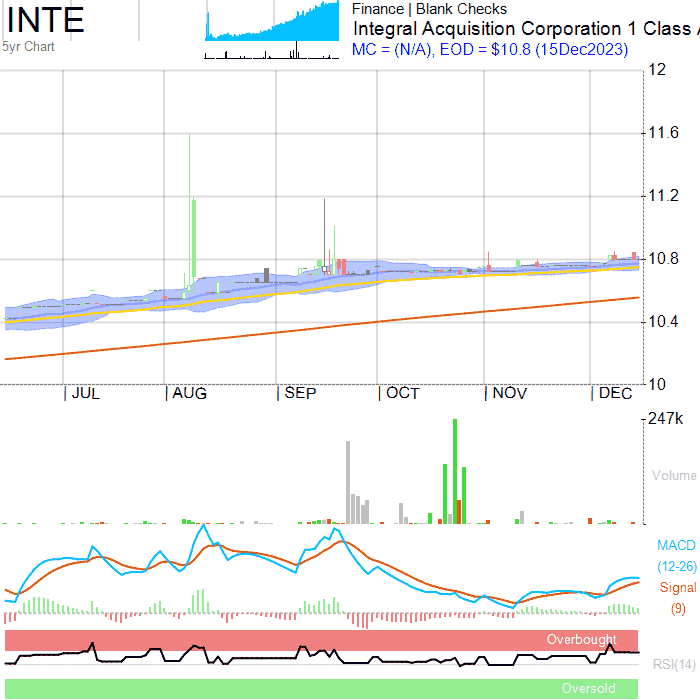 INTE
5yr Chart
Finance | Blank Checks
Integral Acquisition Corporation 1 Class A
MC = (N/A), EOD = $10.8 (15Dec2023)
12
11.6
11.2
10.8
10.4
10
| JUL | AUG | SEP | OCT | NOV | DEC
247k
Volume
MACD
(12-26)
Signal
(9)
Overbought
RSI(14)
Oversold